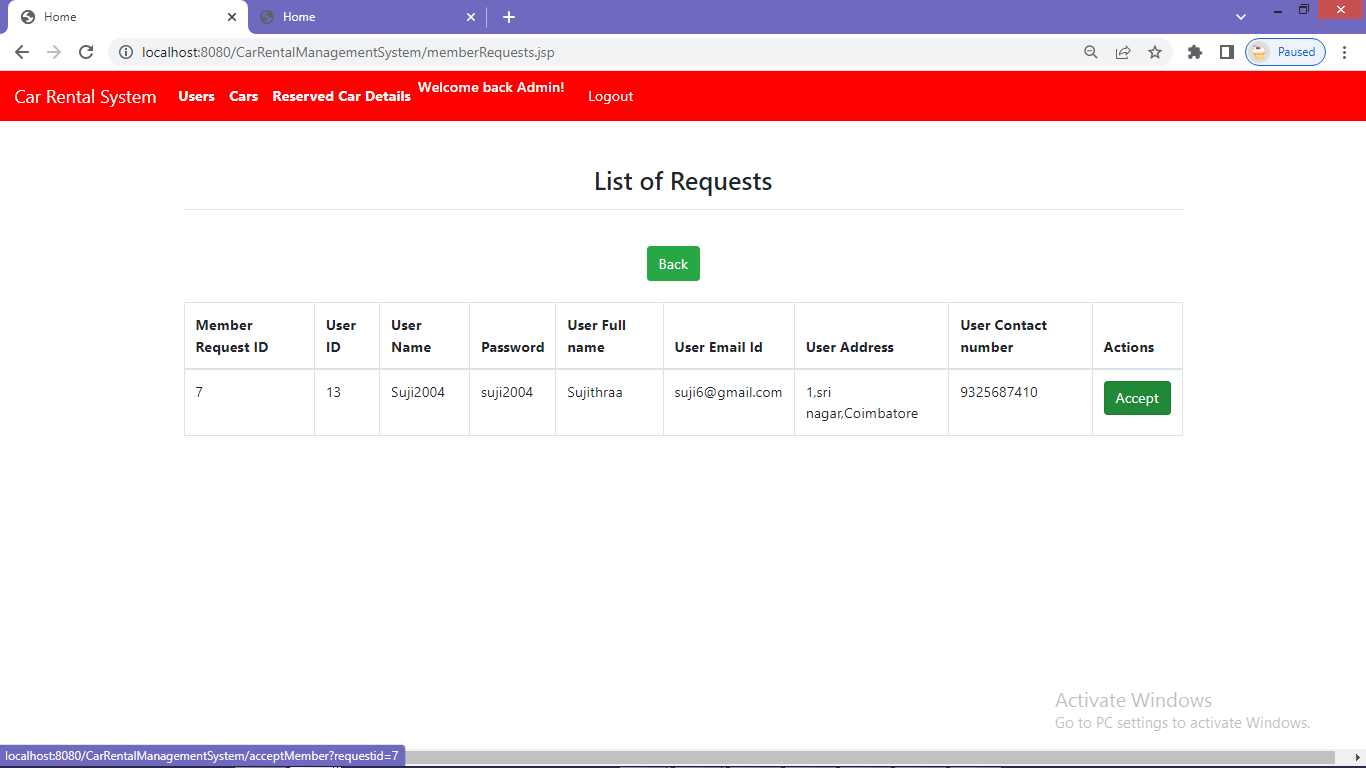 Home
Home
localhost:8080/CarRentalManagementSystem/memberRequests.jsp
Paused
Car Rental System Users Cars Reserved Car Details Welcome back Admin! Logout
List of Requests
Back
Member Request ID
User ID
User Name
Password
User Full name
User Email Id
User Address
User Contact number
Actions
7
13
Suji2004
suji2004
Sujithraa
suji6@gmail.com
1,sri
nagar,Coimbatore
9325687410
Accept
Activate Windows
Go to PC settings to activate Windows.
localhost:8080/CarRentalManagementSystem/acceptMember?requestid=7